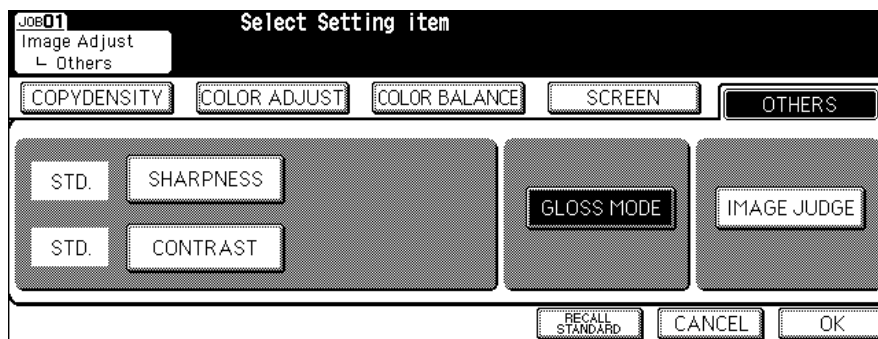 JOB01
Select Setting item
Image Adjust
└ Others
COPYDENSITY
COLOR ADJUST
COLOR BALANCE
SCREEN
OTHERS
STD.
SHARPNESS
GLOSS MODE
IMAGE JUDGE
STD.
CONTRAST
RECALL
STANDARD
CANCEL
OK